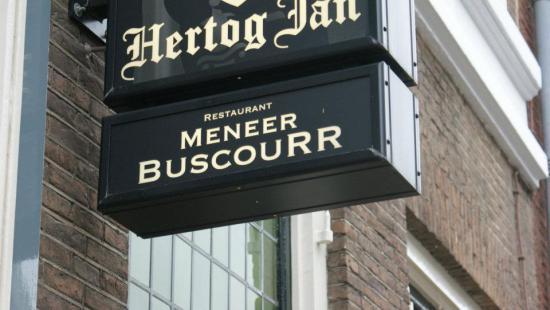 Hertog Jan
RESTAURANT
MENEER
BUSCOURR